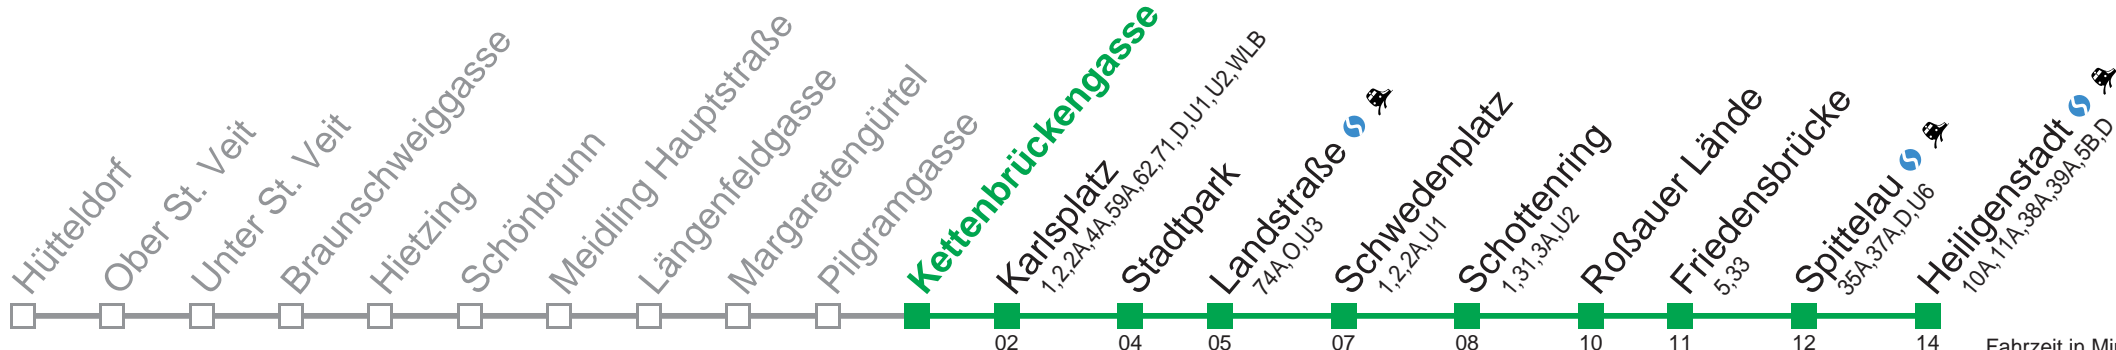 Hütteldorf
Ober St. Veit
Unter St. Veit
Braunschweiggasse
Hietzing
Schönbrunn
Meidling Hauptstraße
Längenfeldgasse
Margaretengürtel
Pilgramgasse
Kettenbrückengasse
Karlsplatz
1,2,2A,4A,59A,62,71,D,U1,U2,WLB
Stadtpark
Landstraße
74A,O,U3
Schwedenplatz
1,2,2A,U1
Schottenring
1,31,3A,U2
Roßauer Lände
Friedensbrücke
5,33
Spittelau
35A,37A,D,U6
Heiligenstadt
10A,11A,38A,39A,5B,D
02 04 05 07 08 10 11 12 14
Fahrzeit in